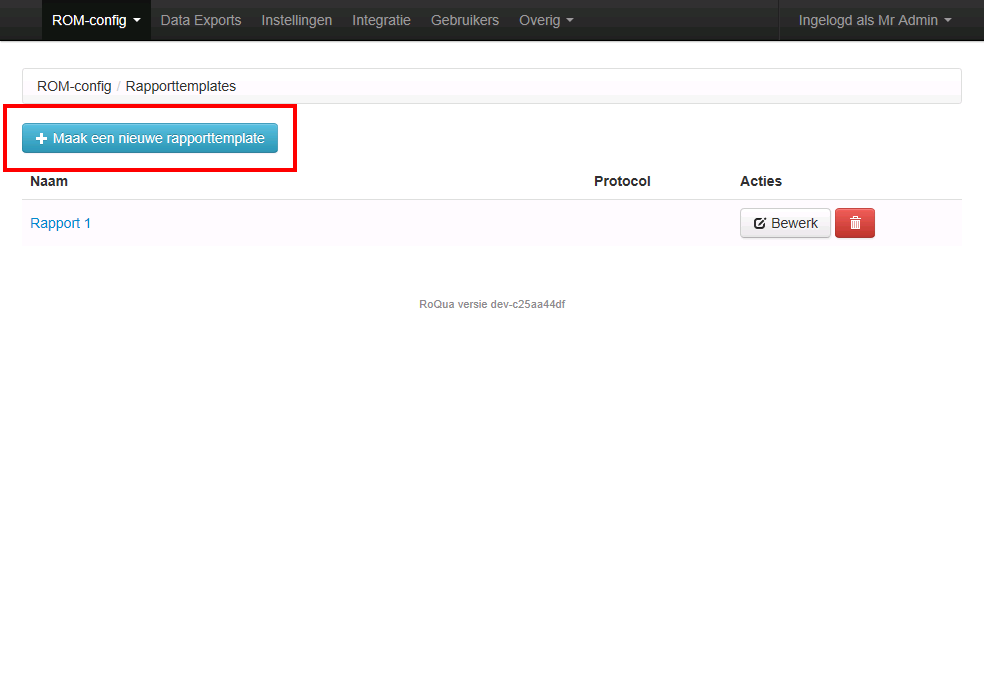 ROM-config Data Exports Instellingen Integratie Gebruikers Overig Ingelogd als Mr Admin
ROM-config / Rapporttemplates
Maak een nieuwe rapporttemplate
Naam Protocol Acties
Rapport 1 Bewerk
RoQua versie dev-c25aa44df